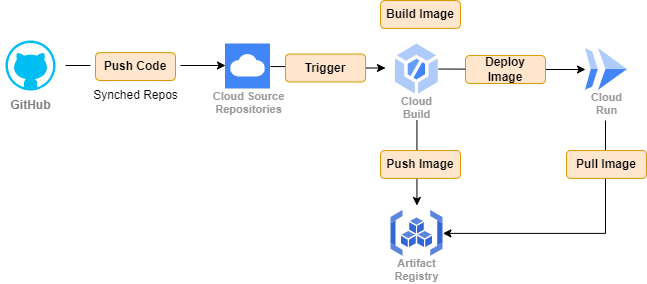 Build Image
Push Code
Trigger
Deploy
Image
GitHub
Synched Repos
Cloud Source
Repositories
Cloud
Build
Cloud
Run
Push Image
Pull Image
Artifact
Registry